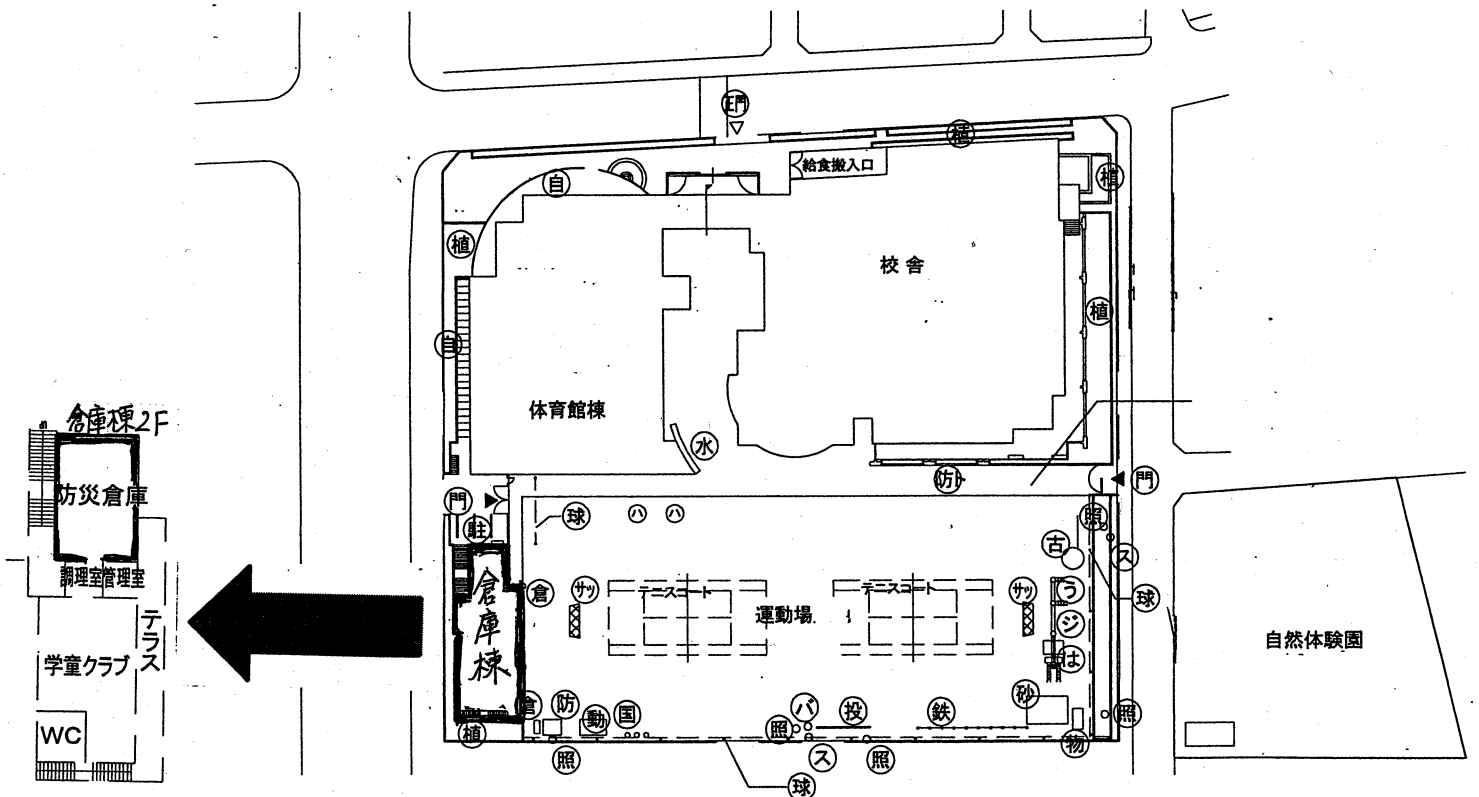 正門
植
給食搬入口
自
植
植
校舎
植
自
体育館棟
水
倉庫棟2F
防災倉庫
調理室
管理室
テラス
学童クラブ
WC
門
防
門
駐
球
ハ
ハ
照
古
ス
倉庫棟
倉
サッ
テニスコート
運動場
テニスコート
サッ
う
ジ
は
球
自然体験園
倉
防
動
国
植
照
照
バ
ス
投
照
鉄
砂
物
照
球